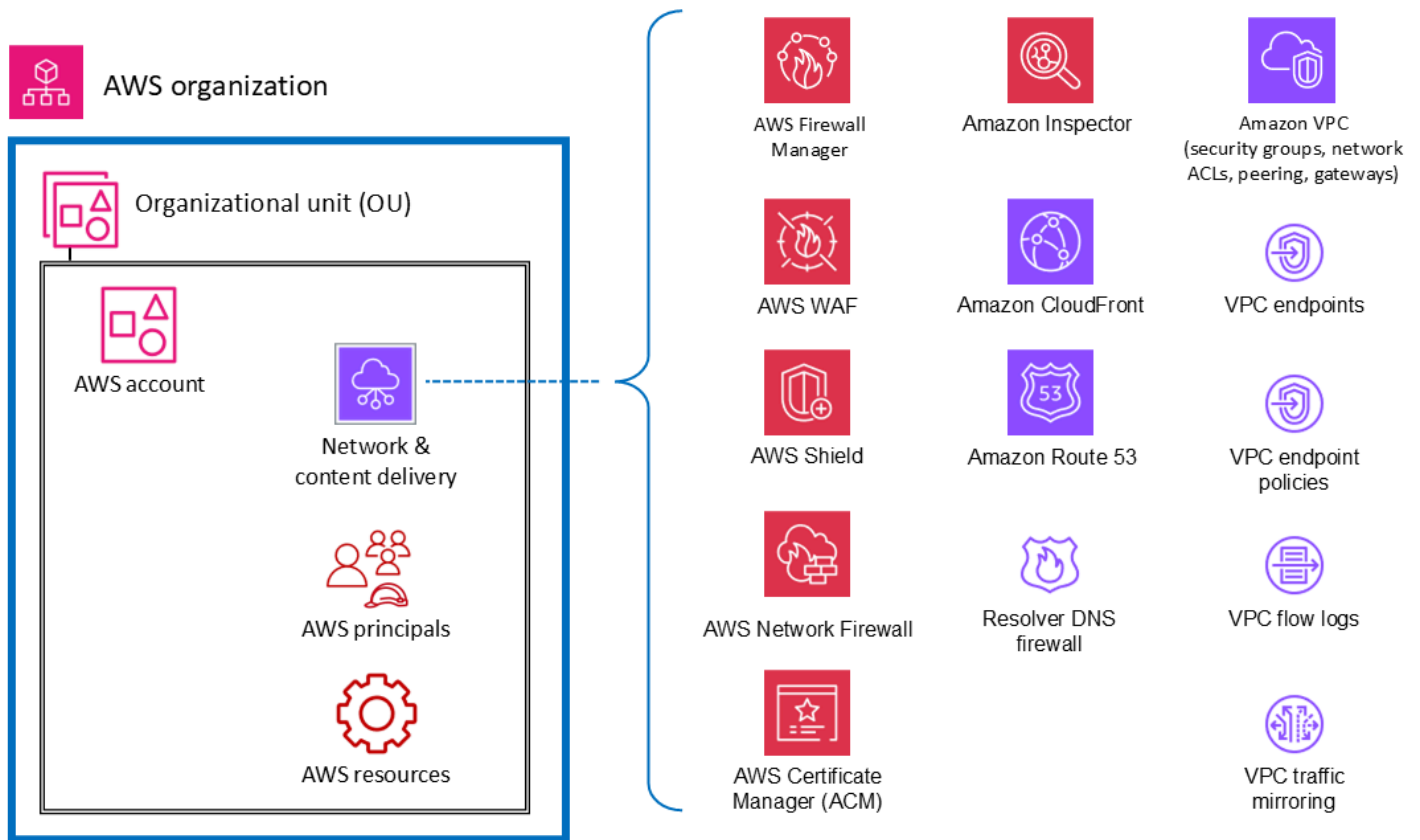 AWS organization
Organizational unit (OU)
AWS account
Network &
content delivery
AWS principals
AWS resources
AWS Firewall
Manager
AWS WAF
AWS Shield
AWS Network Firewall
AWS Certificate
Manager (ACM)
Amazon Inspector
Amazon CloudFront
53
Amazon Route 53
Resolver DNS
firewall
Amazon VPC
(security groups, network
ACLs, peering, gateways)
VPC endpoints
VPC endpoint
policies
VPC flow logs
VPC traffic
mirroring